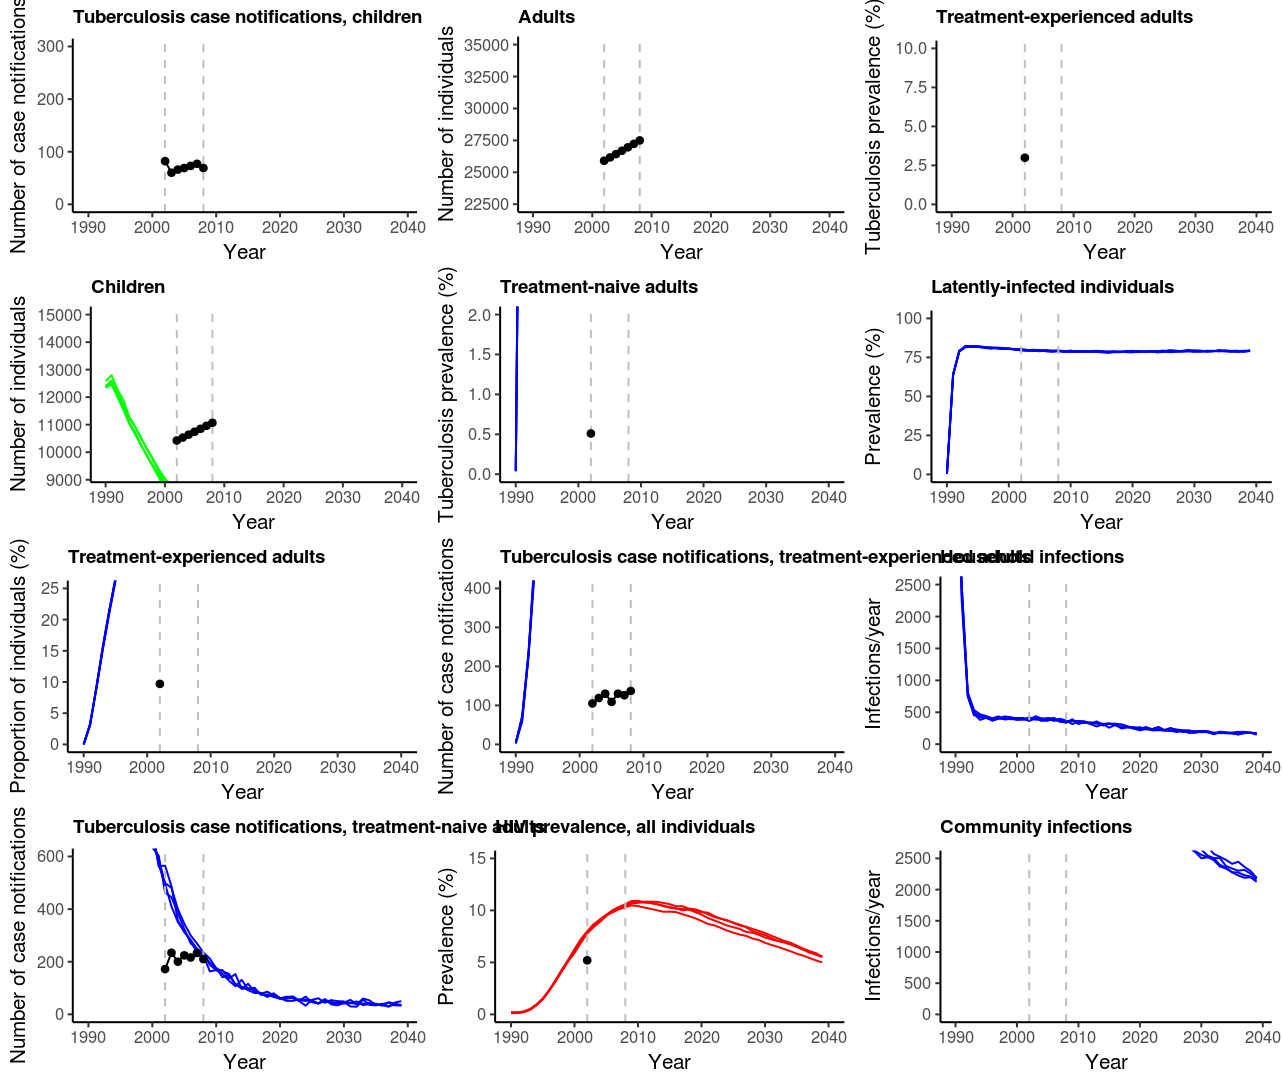 Tuberculosis case notifications, children
Number of case notifications
300
200
100
0
1990 2000 2010 2020 2030 2040
Year
Adults
Number of individuals
35000
32500
30000
27500
25000
22500
1990 2000 2010 2020 2030 2040
Year
Treatment-experienced adults
Tuberculosis prevalence (%)
10.0
7.5
5.0
2.5
0.0
1990 2000 2010 2020 2030 2040
Year
Children
Number of individuals
15000
14000
13000
12000
11000
10000
9000
1990 2000 2010 2020 2030 2040
Year
Treatment-naive adults
Tuberculosis prevalence (%)
2.0
1.5
1.0
0.5
0.0
1990 2000 2010 2020 2030 2040
Year
Latently-infected individuals
Prevalence (%)
100
75
50
25
0
1990 2000 2010 2020 2030 2040
Year
Treatment-experienced adults
Proportion of individuals (%)
25
20
15
10
5
0
1990 2000 2010 2020 2030 2040
Year
Tuberculosis case notifications, treatment-experienced adults
Number of case notifications
400
300
200
100
0
1990 2000 2010 2020 2030 2040
Year
Household infections
Infections/year
2500
2000
1500
1000
500
0
1990 2000 2010 2020 2030 2040
Year
Tuberculosis case notifications, treatment-naive adults
Number of case notifications
600
400
200
0
1990 2000 2010 2020 2030 2040
Year
HIV prevalence, all individuals
Prevalence (%)
15
10
5
0
1990 2000 2010 2020 2030 2040
Year
Community infections
Infections/year
2500
2000
1500
1000
500
0
1990 2000 2010 2020 2030 2040
Year